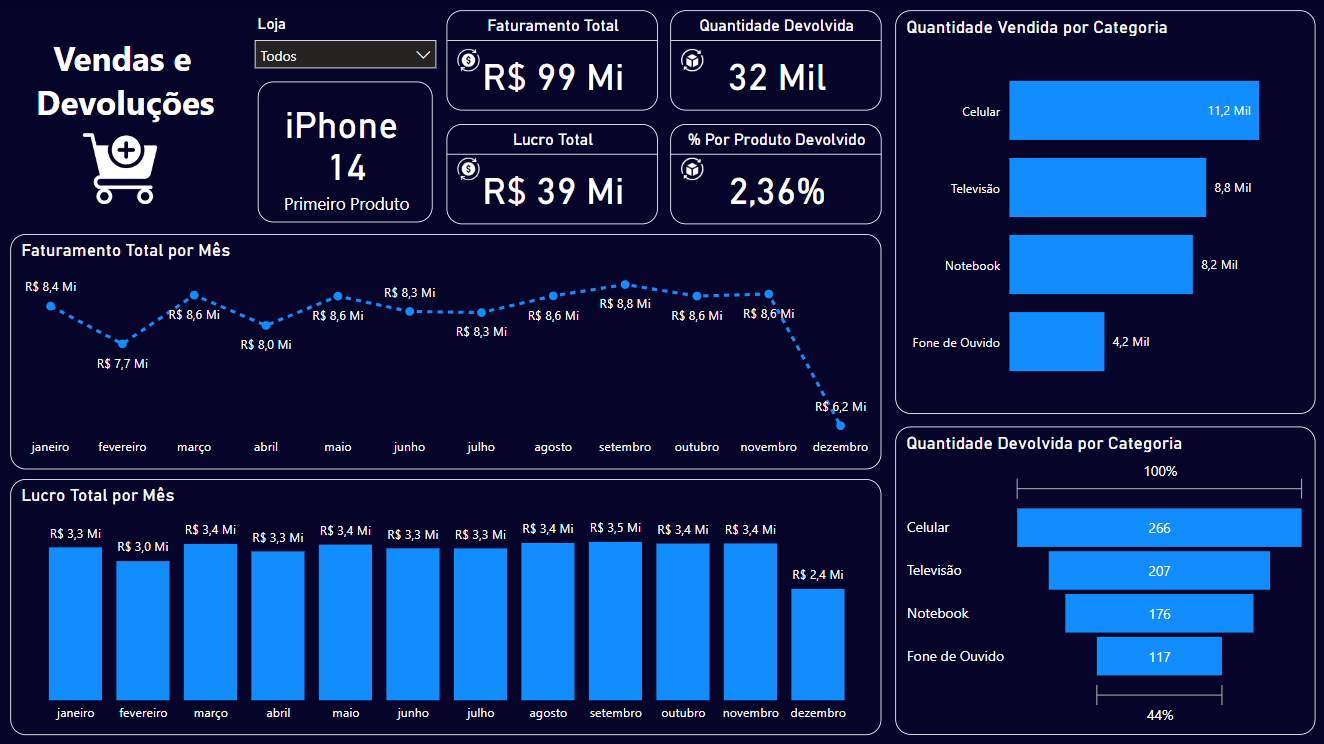 Vendas e
Devoluções
Loja
Todos
iPhone
14
Primeiro Produto
Faturamento Total
R$ 99 Mi
Quantidade Devolvida
32 Mil
Lucro Total
R$ 39 Mi
% Por Produto Devolvido
2,36%
Faturamento Total por Mês
R$ 8,4 Mi
R$ 7,7 Mi
R$ 8,6 Mi
R$ 8,0 Mi
R$ 8,6 Mi
R$ 8,3 Mi
R$ 8,3 Mi
R$ 8,6 Mi
R$ 8,8 Mi
R$ 8,6 Mi
R$ 8,6 Mi
R$ 6,2 Mi
janeiro fevereiro março abril maio junho julho agosto setembro outubro novembro dezembro
Lucro Total por Mês
R$ 3,3 Mi R$ 3,0 Mi R$ 3,4 Mi R$ 3,3 Mi R$ 3,4 Mi R$ 3,3 Mi R$ 3,3 Mi R$ 3,4 Mi R$ 3,5 Mi R$ 3,4 Mi R$ 3,4 Mi R$ 2,4 Mi
janeiro fevereiro março abril maio junho julho agosto setembro outubro novembro dezembro
Quantidade Vendida por Categoria
Celular 11,2 Mil
Televisão 8,8 Mil
Notebook 8,2 Mil
Fone de Ouvido 4,2 Mil
Quantidade Devolvida por Categoria
100%
Celular 266
Televisão 207
Notebook 176
Fone de Ouvido 117
44%